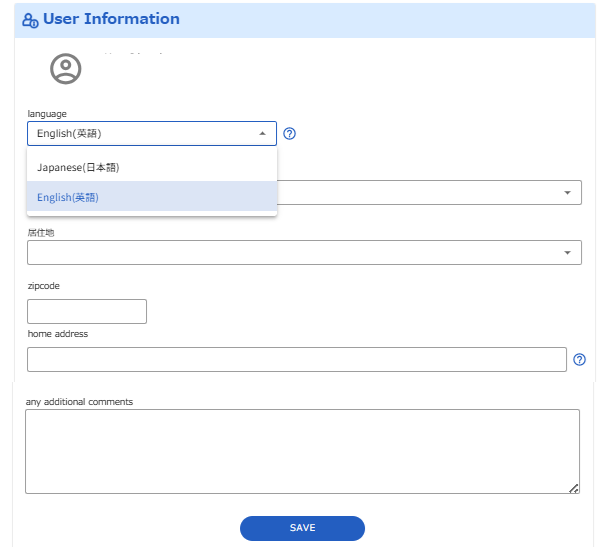 User Information
language
English(英語)
Japanese(日本語)
English(英語)
居住地
zipcode
home address
any additional comments
SAVE